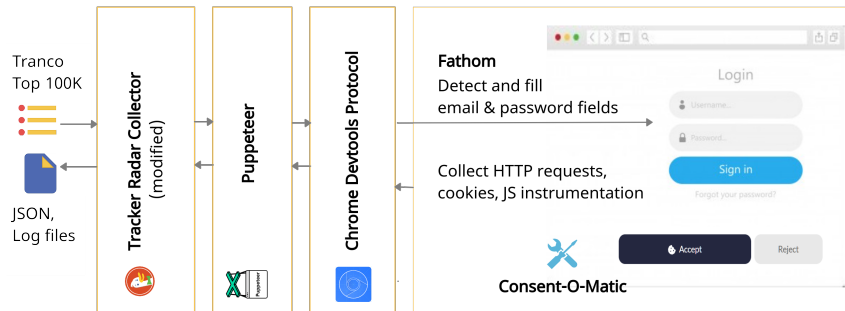 Tranco
Top 100K
JSON,
Log files
Tracker Radar Collector
(modified)
Puppeteer
Puppeteer
Chrome Devtools Protocol
Fathom
Detect and fill
email & password fields
Collect HTTP requests,
cookies, JS instrumentation
Login
Username...
Password...
Sign in
Forgot your password?
Accept
Reject
Consent-O-Matic